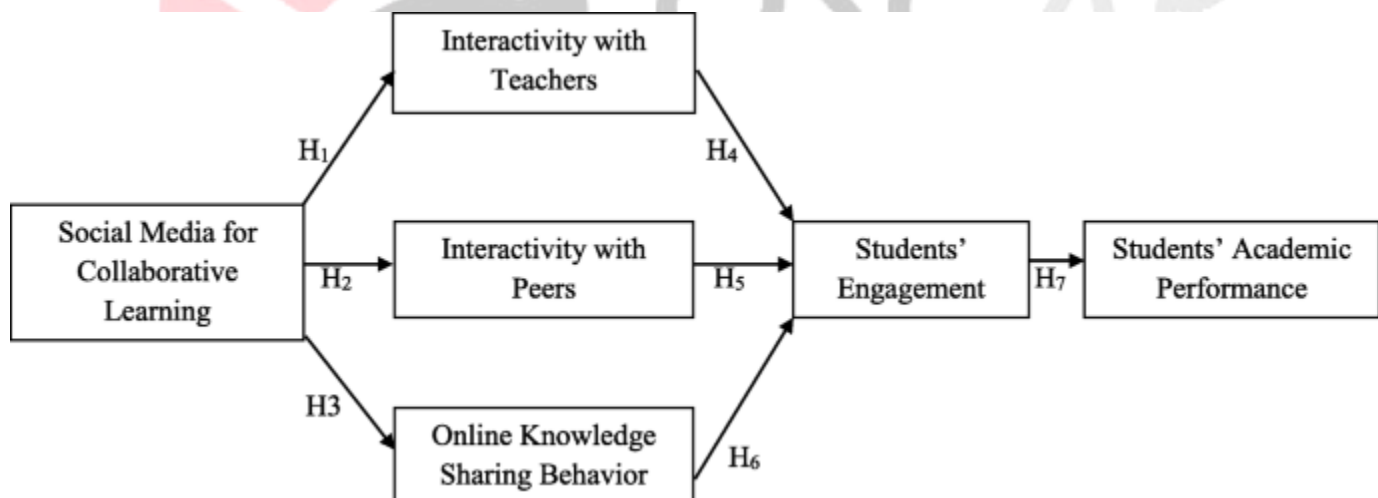 Interactivity with
Teachers
H₁
H₄
Social Media for
Collaborative
Learning
H₂
Interactivity with
Peers
H₅
Students’
Engagement
H₇
Students’ Academic
Performance
H3
Online Knowledge
Sharing Behavior
H₆